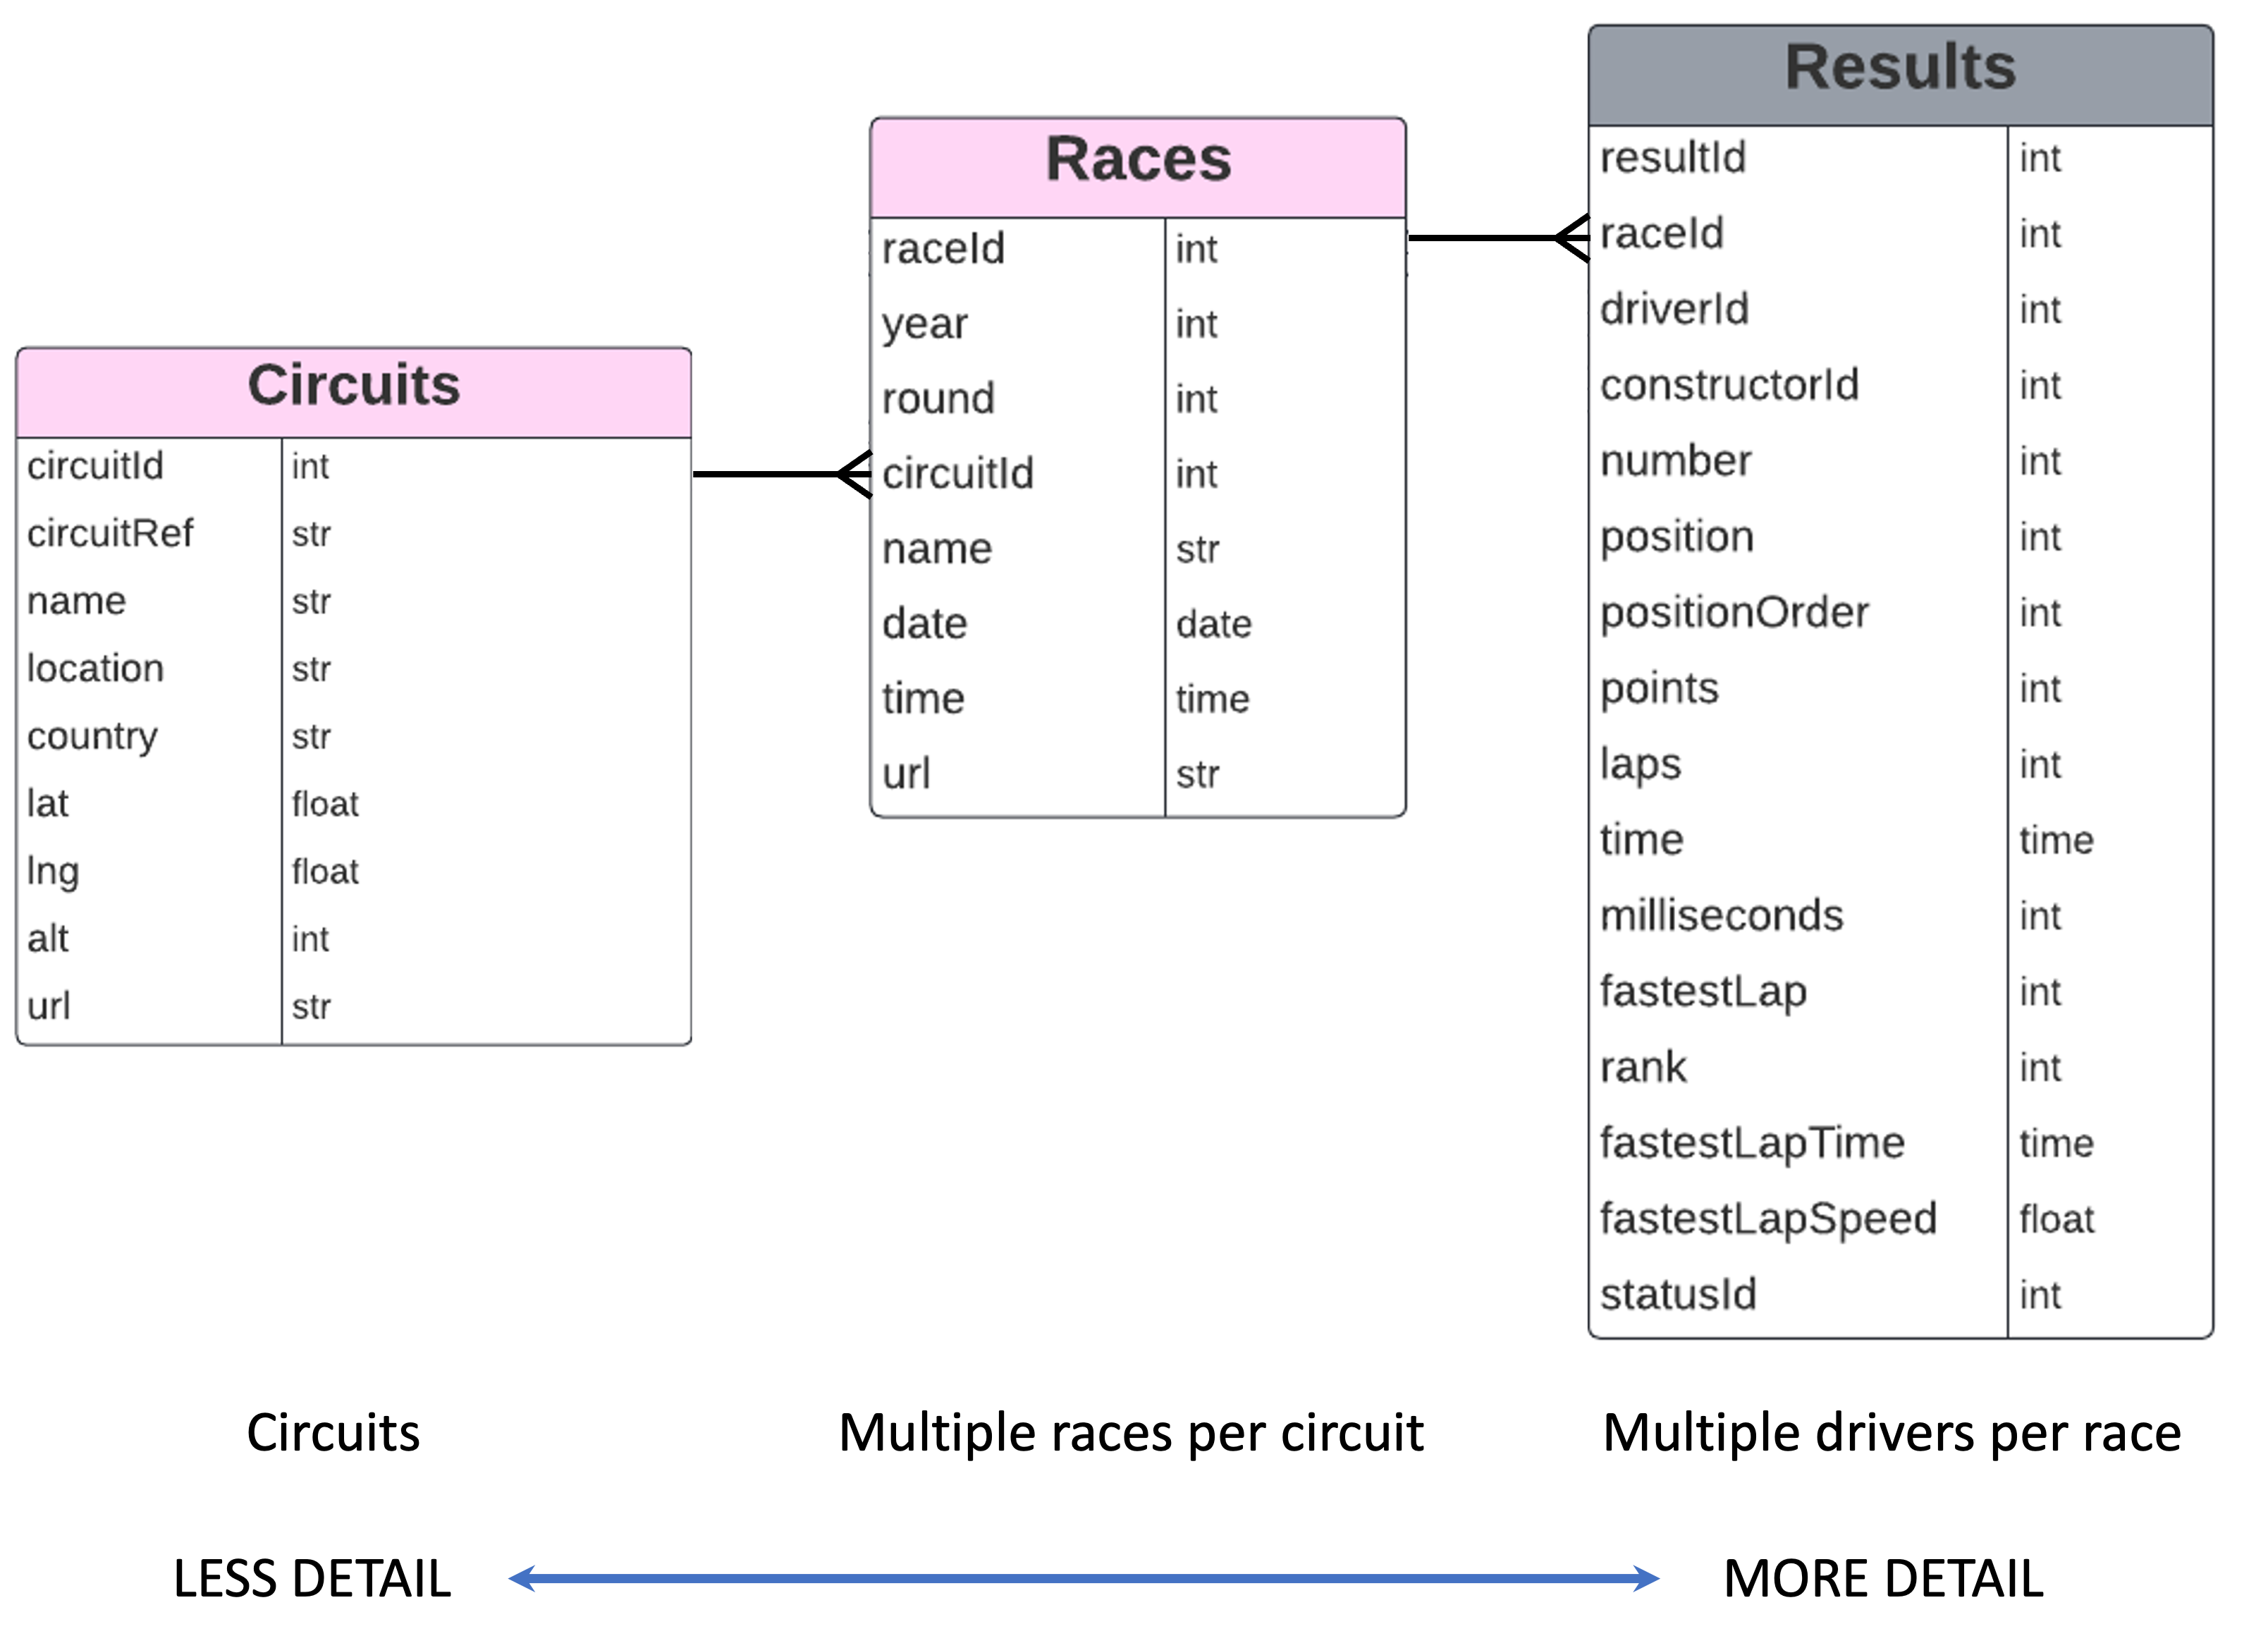 Circuits
circuitId int
circuitRef str
name str
location str
country str
lat float
lng float
alt int
url str
Races
raceId int
year int
round int
circuitId int
name str
date date
time time
url str
Results
resultId int
raceId int
driverId int
constructorId int
number int
position int
positionOrder int
points int
laps int
time time
milliseconds int
fastestLap int
rank int
fastestLapTime time
fastestLapSpeed float
statusId int
Circuits
Multiple races per circuit
Multiple drivers per race
LESS DETAIL
MORE DETAIL